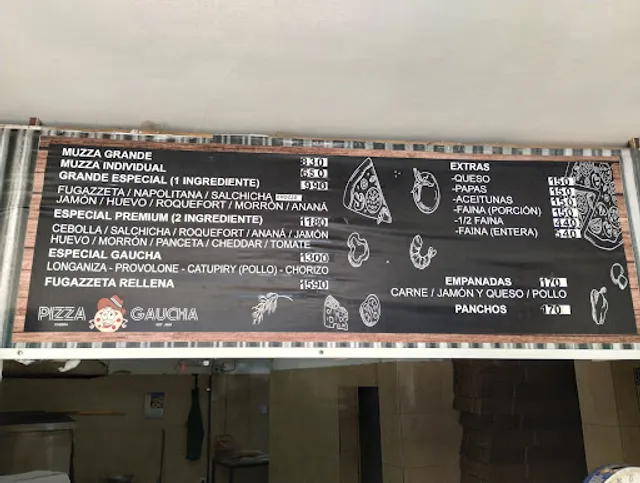 MUZZA GRANDE 830
MUZZA INDIVIDUAL 650
GRANDE ESPECIAL (1 INGREDIENTE) 990
FUGAZZETA / NAPOLITANA / SALCHICHA
JAMÓN / HUEVO / ROQUEFORT / MORRÓN / ANANÁ
ESPECIAL PREMIUM (2 INGREDIENTE) 1180
CEBOLLA / SALCHICHA / ROQUEFORT / ANANÁ / JAMÓN
HUEVO / MORRÓN / PANCETA / CHEDDAR / TOMATE
ESPECIAL GAUCHA 1300
LONGANIZA - PROVOLONE - CATUPIRY (POLLO) - CHORIZO
FUGAZZETA RELLENA 1590
PIZZA GAUCHA
EXTRAS
-QUESO 150
-PAPAS 150
-ACEITUNAS 150
-FAINA (PORCIÓN) 150
-1/2 FAINA
-FAINA (ENTERA) 540
EMPANADAS 170
CARNE / JAMÓN Y QUESO / POLLO
PANCHOS 170